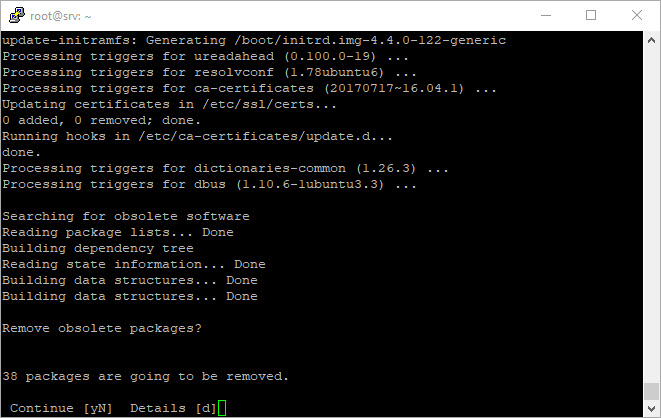 root@srv: ~
update-initramfs: Generating /boot/initrd.img-4.4.0-122-generic
Processing triggers for ureadahead (0.100.0-19) ...
Processing triggers for resolvconf (1.78ubuntu6) ...
Processing triggers for ca-certificates (20170717~16.04.1) ...
Updating certificates in /etc/ssl/certs...
0 added, 0 removed; done.
Running hooks in /etc/ca-certificates/update.d...
done.
Processing triggers for dictionaries-common (1.26.3) ...
Processing triggers for dbus (1.10.6-1ubuntu3.3) ...
Searching for obsolete software
Reading package lists... Done
Building dependency tree
Reading state information... Done
Building data structures... Done
Building data structures... Done
Remove obsolete packages?
38 packages are going to be removed.
Continue [yN]  Details [d]